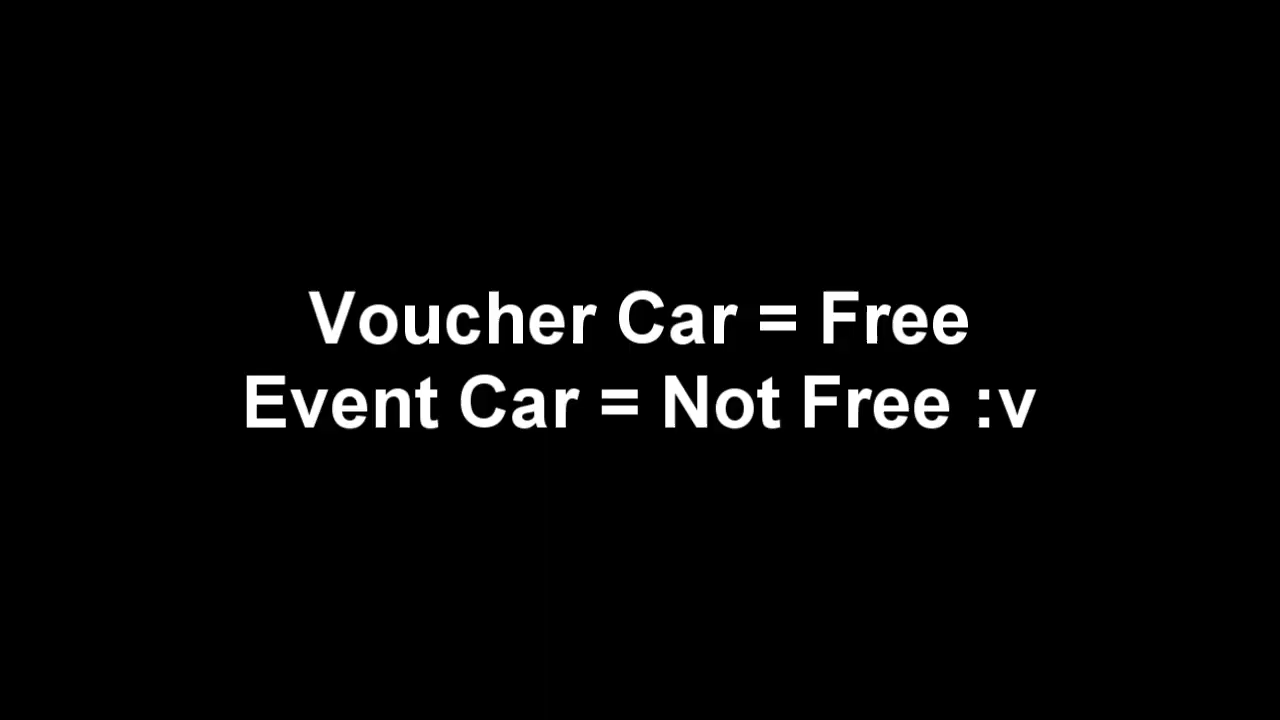 Voucher Car = Free
Event Car = Not Free :v